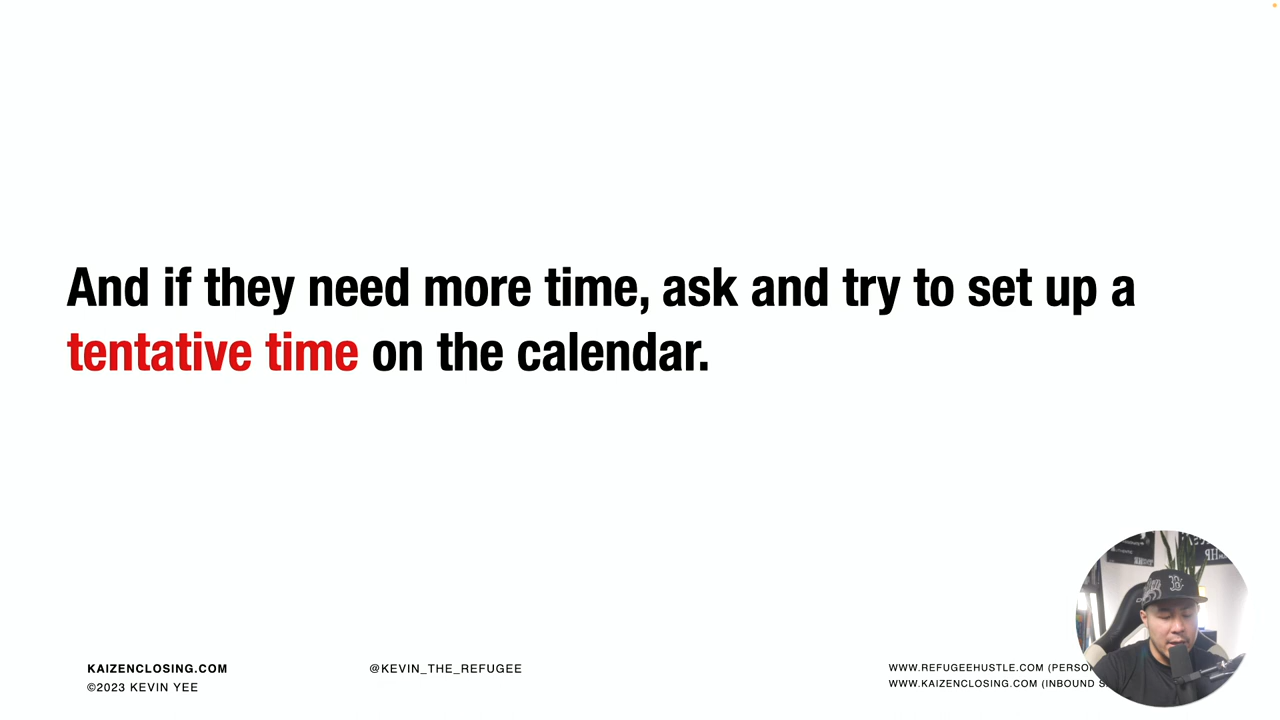 And if they need more time, ask and try to set up a
tentative time on the calendar.
KAIZENCLOSING.COM
©2023 KEVIN YEE
@KEVIN_THE_REFUGEE
WWW.REFUGEEHUSTLE.COM
WWW.KAIZENCLOSING.COM (INBOUND